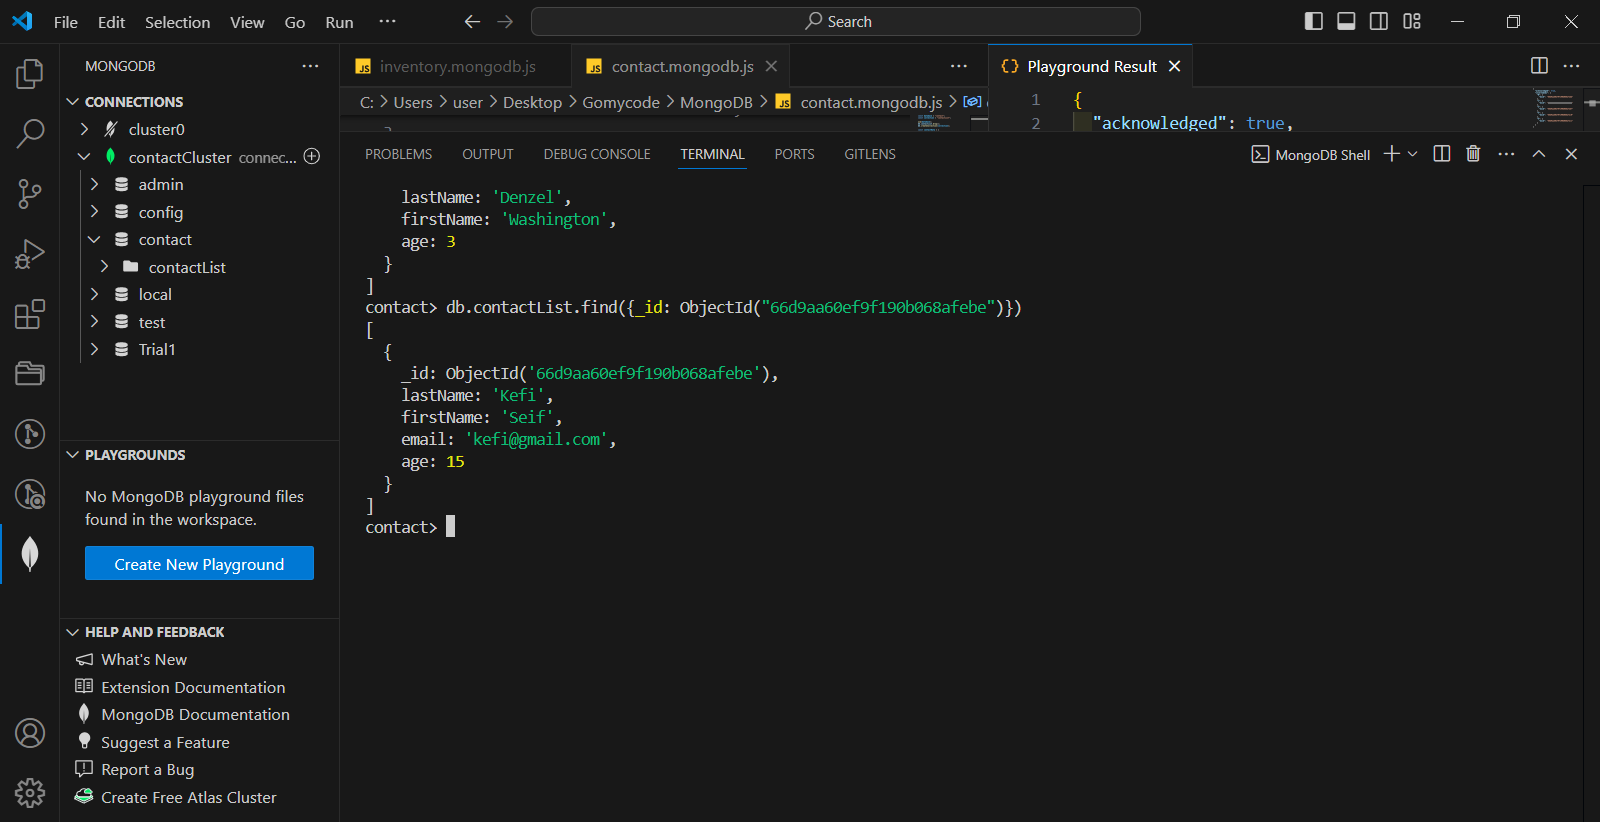 File Edit Selection View Go Run ··· Search
MONGODB ···
CONNECTIONS
cluster0
contactCluster connec...
admin
config
contact
contactList
local
test
Trial1
PLAYGROUNDS
No MongoDB playground files
found in the workspace.
Create New Playground
HELP AND FEEDBACK
What's New
Extension Documentation
MongoDB Documentation
Suggest a Feature
Report a Bug
Create Free Atlas Cluster
JS inventory.mongodb.js JS contact.mongodb.js ···
C: > Users > user > Desktop > Gomycode > MongoDB > JS contact.mongodb.js >
{} Playground Result ···
1 {
2 "acknowledged": true,
PROBLEMS OUTPUT DEBUG CONSOLE TERMINAL PORTS GITLENS MongoDB Shell ···
lastName: 'Denzel',
firstName: 'Washington',
age: 3
}
]
contact> db.contactList.find({_id: ObjectId("66d9aa60ef9f190b068afebe")})
[
{
_id: ObjectId('66d9aa60ef9f190b068afebe'),
lastName: 'Kefi',
firstName: 'Seif',
email: 'kefi@gmail.com',
age: 15
}
]
contact>